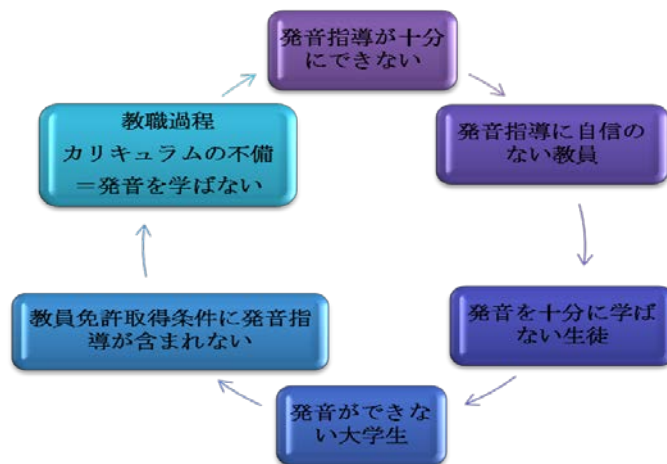 発音指導が十分
にできない
発音指導に自信の
ない教員
発音を十分に学ば
ない生徒
発音ができな
い大学生
教員免許取得条件に発音指
導が含まれない
教職過程
カリキュラムの不備
＝発音を学ばない